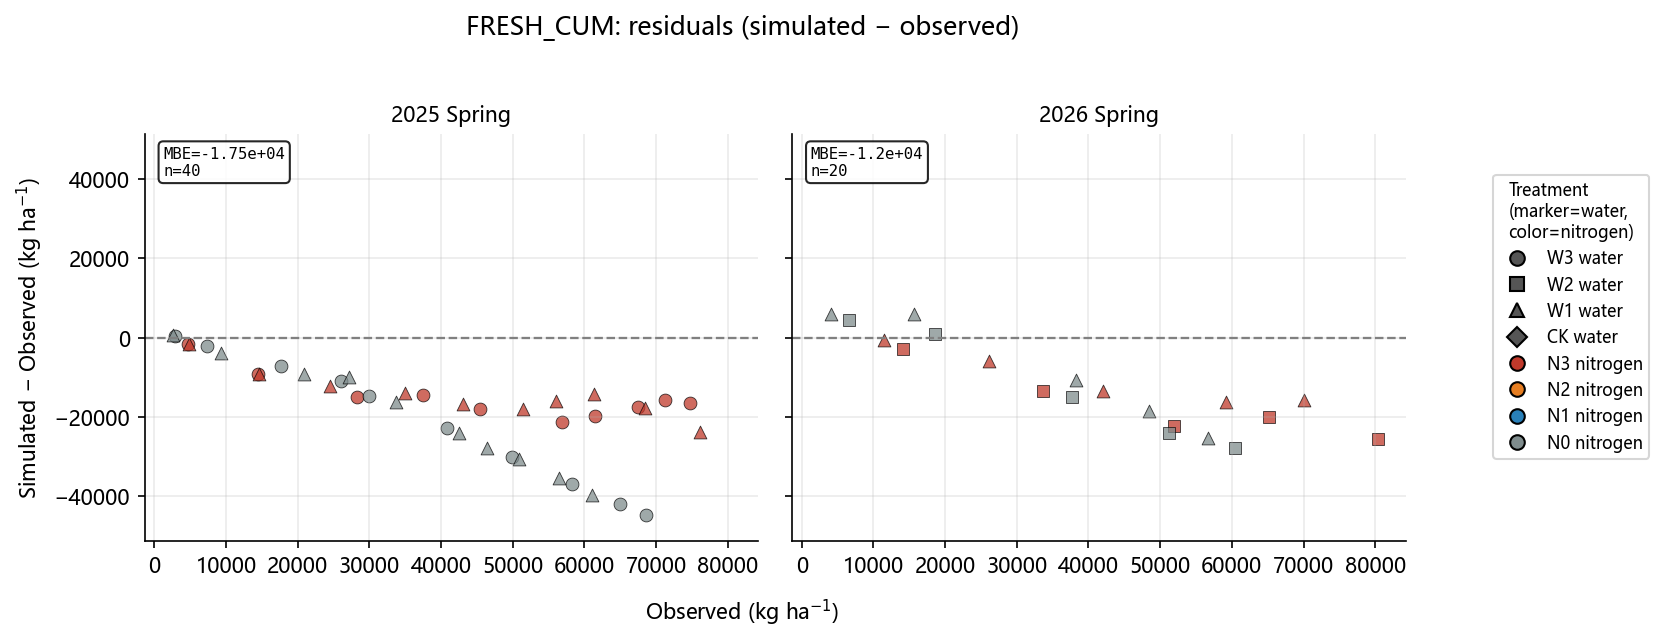 FRESH_CUM: residuals (simulated − observed)
2025 Spring
2026 Spring
MBE=-1.75e+04
n=40
MBE=-1.2e+04
n=20
Simulated − Observed (kg ha⁻¹)
40000
20000
0
−20000
−40000
0 10000 20000 30000 40000 50000 60000 70000 80000
0 10000 20000 30000 40000 50000 60000 70000 80000
Observed (kg ha⁻¹)
Treatment
(marker=water,
color=nitrogen)
W3 water
W2 water
W1 water
CK water
N3 nitrogen
N2 nitrogen
N1 nitrogen
N0 nitrogen